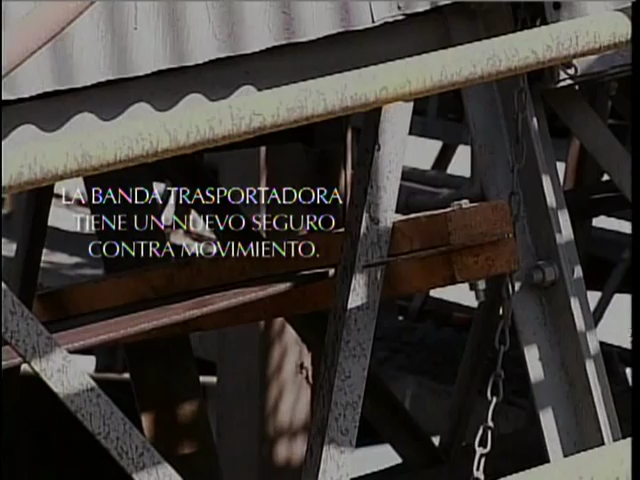 LA BANDA TRASPORTADORA
TIENE UN NUEVO SEGURO
CONTRA MOVIMIENTO.